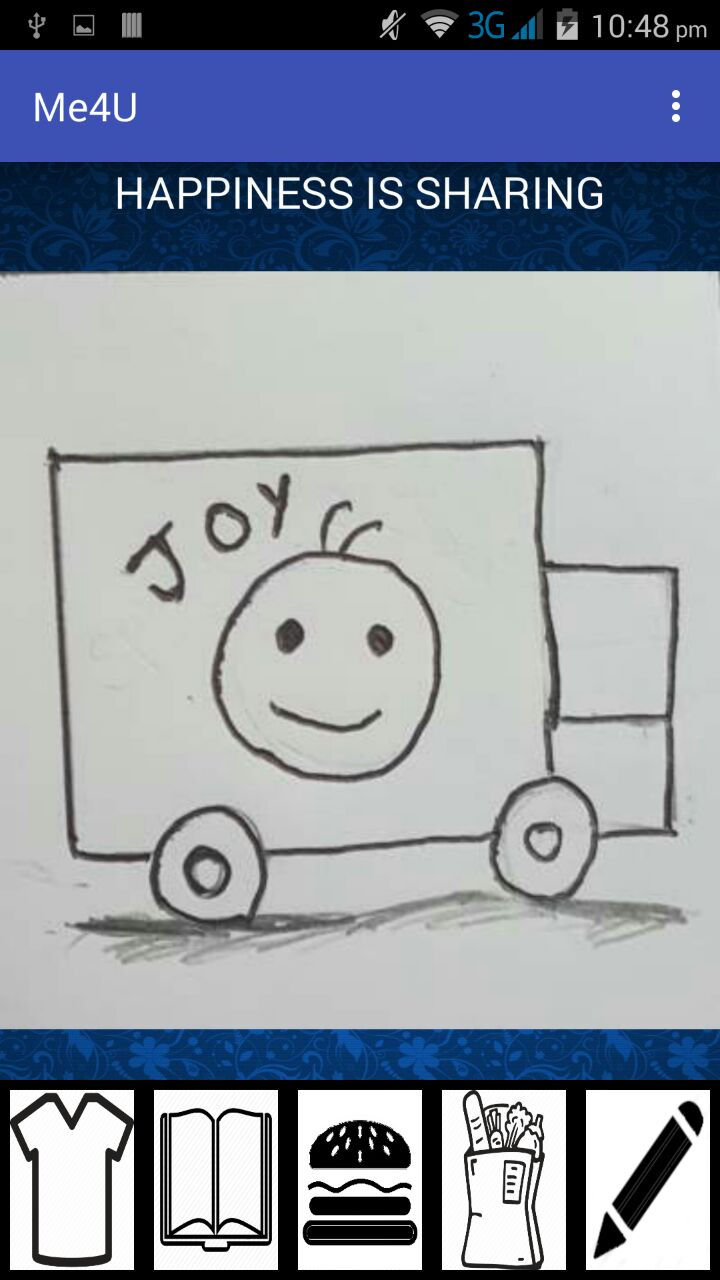 3G 10:48 pm
Me4U
HAPPINESS IS SHARING
JOY